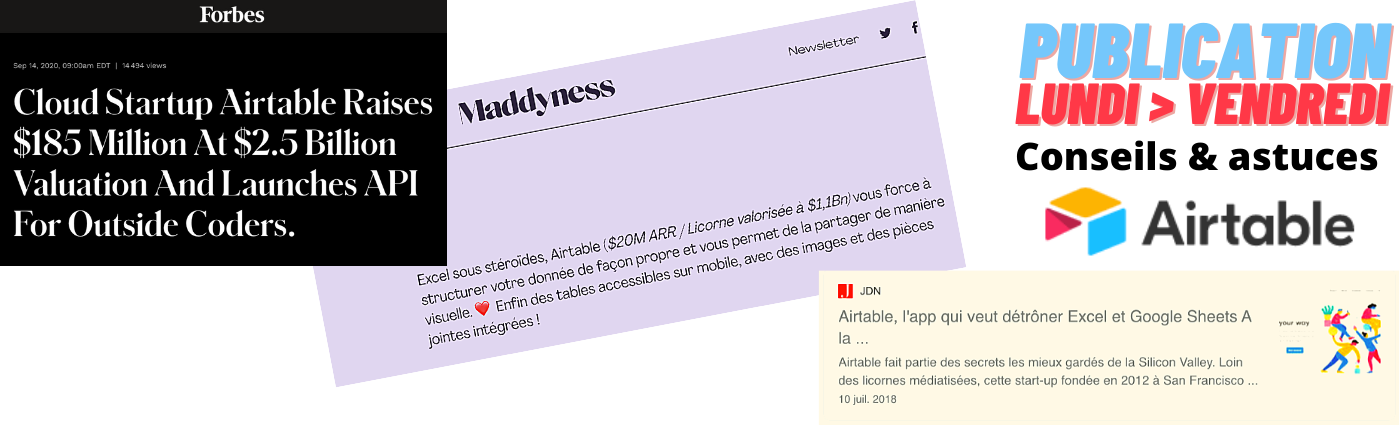 Forbes
Sep 14, 2020, 09:00am EDT | 14 494 views
Cloud Startup Airtable Raises
$185 Million At $2.5 Billion
Valuation And Launches API
For Outside Coders.
Newsletter
Maddyness
Excel sous stéroïdes, Airtable ($20M ARR / Licorne valorisée à $1,1Bn) vous force à
structurer votre donnée de façon propre et vous permet de la partager de manière
visuelle. ❤️ Enfin des tables accessibles sur mobile, avec des images et des pièces
jointes intégrées !
PUBLICATION
LUNDI > VENDREDI
Conseils & astuces
Airtable
JDN
Airtable, l'app qui veut détrôner Excel et Google Sheets A
la ...
Airtable fait partie des secrets les mieux gardés de la Silicon Valley. Loin
des licornes médiatisées, cette start-up fondée en 2012 à San Francisco ...
10 juil. 2018
your way